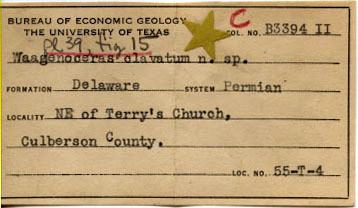 BUREAU OF ECONOMIC GEOLOGY
THE UNIVERSITY OF TEXAS
C
COL. NO. B3394 II
pl 39, fig 15
Waagenoceras clavatum n. sp.
FORMATION Delaware SYSTEM Permian
LOCALITY NE of Terry's Church,
Culberson County.
LOC. NO. 55-T-4